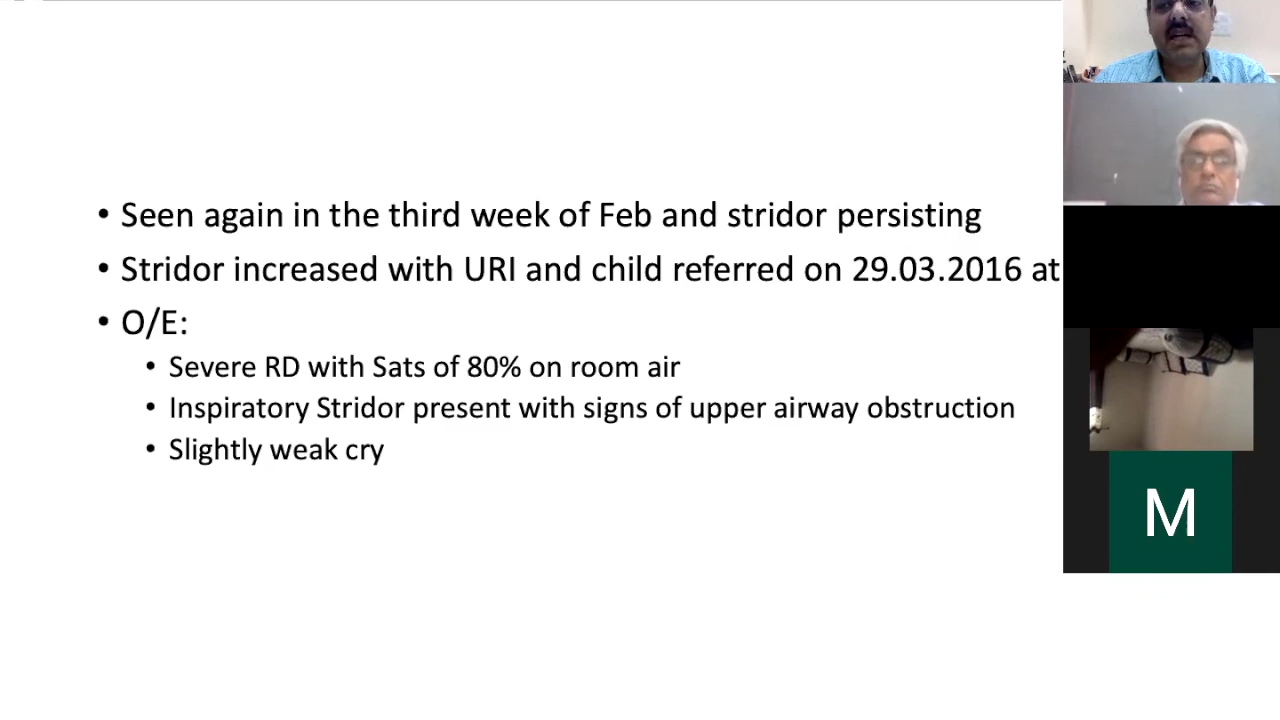 • Seen again in the third week of Feb and stridor persisting
• Stridor increased with URI and child referred on 29.03.2016 at
• O/E:
• Severe RD with Sats of 80% on room air
• Inspiratory Stridor present with signs of upper airway obstruction
• Slightly weak cry
M